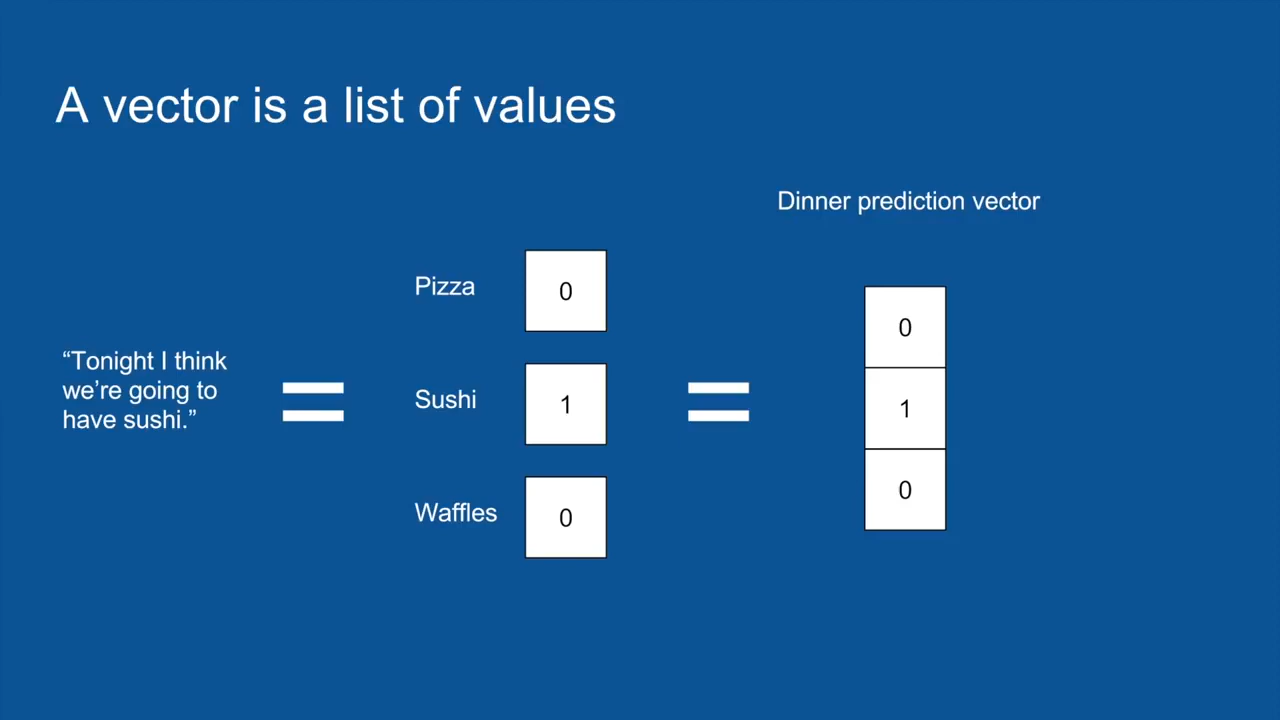 A vector is a list of values
Dinner prediction vector
“Tonight I think
we’re going to
have sushi.”
Pizza
0
Sushi
1
Waffles
0
0
1
0